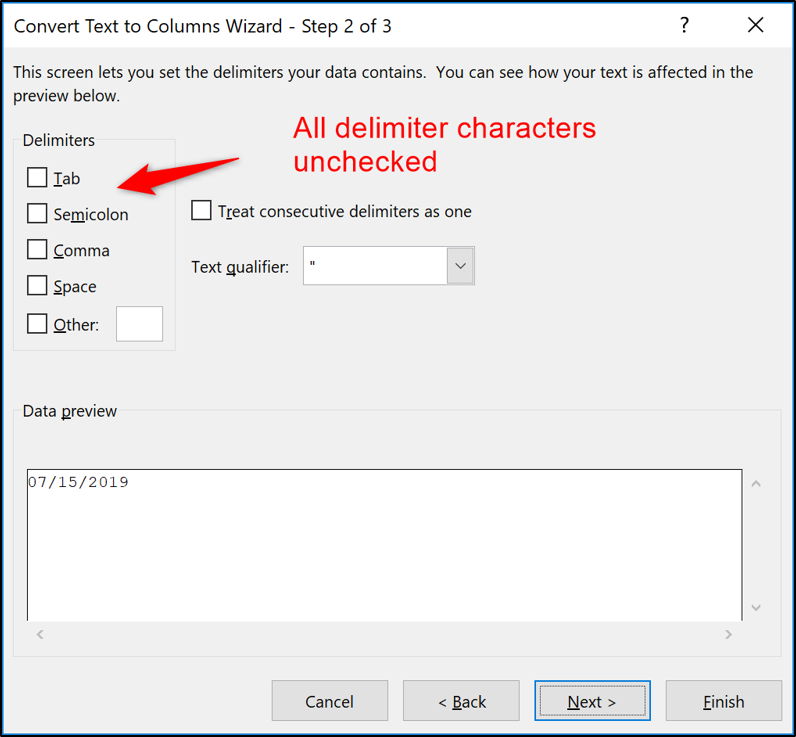 Convert Text to Columns Wizard - Step 2 of 3
?
This screen lets you set the delimiters your data contains.  You can see how your text is affected in the
preview below.
All delimiter characters
unchecked
Delimiters
Tab
Semicolon
Comma
Space
Other:
Treat consecutive delimiters as one
Text qualifier:
"
Data preview
07/15/2019
Cancel
< Back
Next >
Finish